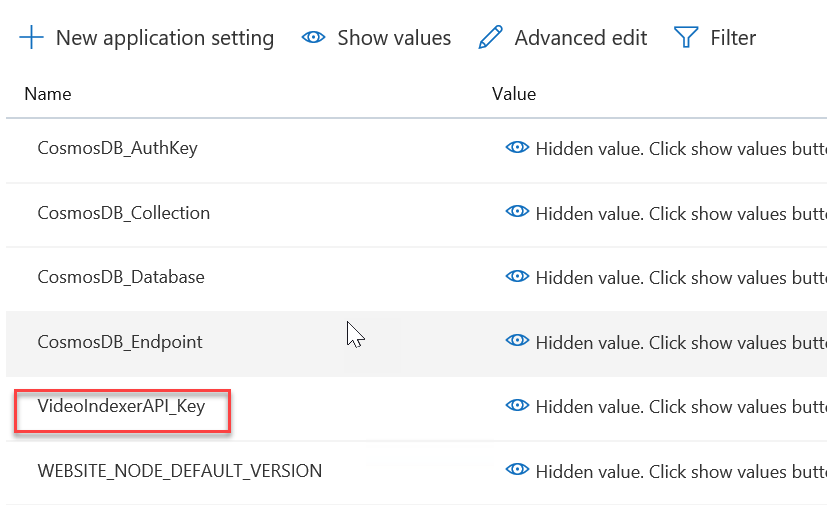 New application setting Show values Advanced edit Filter
Name Value
CosmosDB_AuthKey Hidden value. Click show values butt
CosmosDB_Collection Hidden value. Click show values butt
CosmosDB_Database Hidden value. Click show values butt
CosmosDB_Endpoint Hidden value. Click show values butt
VideoIndexerAPI_Key Hidden value. Click show values butt
WEBSITE_NODE_DEFAULT_VERSION Hidden value. Click show values butt